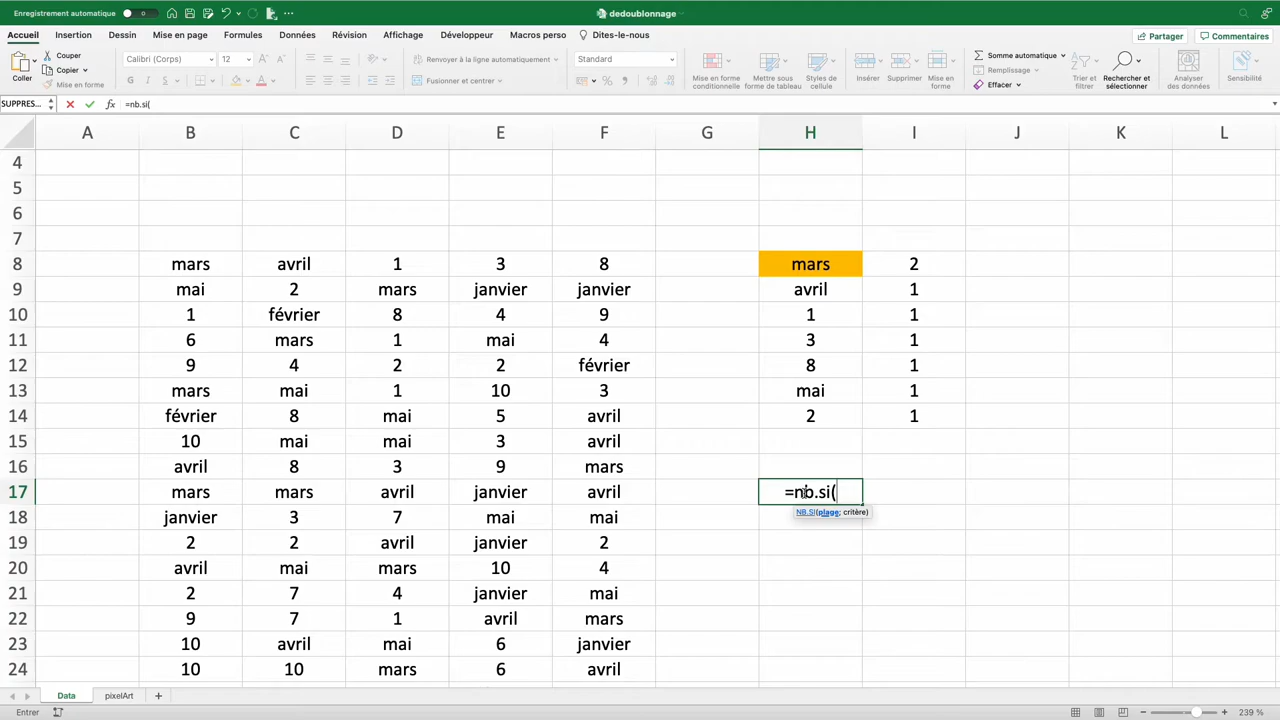 Enregistrement automatique
dedoublonnage
Accueil Insertion Dessin Mise en page Formules Données Révision Affichage Développeur Macros perso Dites-le-nous
Partager Commentaires
Coller
Couper
Copier
Mise en forme
Calibri (Corps)
G I S
Renvoyer à la ligne automatiquement
Fusionner et centrer
Standard
Mise en forme conditionnelle
Mettre sous forme de tableau
Styles de cellule
Insérer
Supprimer
Mise en forme
Somme automatique
Remplissage
Effacer
Trier et filtrer
Rechercher et sélectionner
Analyser des données
Sensibilité
SUPPRES... fx =nb.si(
A B C D E F G H I J K L
4
5
6
7
8 mars avril 1 3 8 mars 2
9 mai 2 mars janvier janvier avril 1
10 1 février 8 4 9 1 1
11 6 mars 1 mai 4 3 1
12 9 4 2 2 février 8 1
13 mars mai 1 10 3 mai 1
14 février 8 mai 5 avril 2 1
15 10 mai mai 3 avril
16 avril 8 3 9 mars
17 mars mars avril janvier avril =nb.si(
NB.SI(plage; critère)
18 janvier 3 7 mai mai
19 2 2 avril janvier 2
20 avril mai mars 10 4
21 2 7 4 janvier mai
22 9 7 1 avril mars
23 10 avril mai 6 janvier
24 10 10 mars 6 avril
Data pixelArt
Entrer 239 %